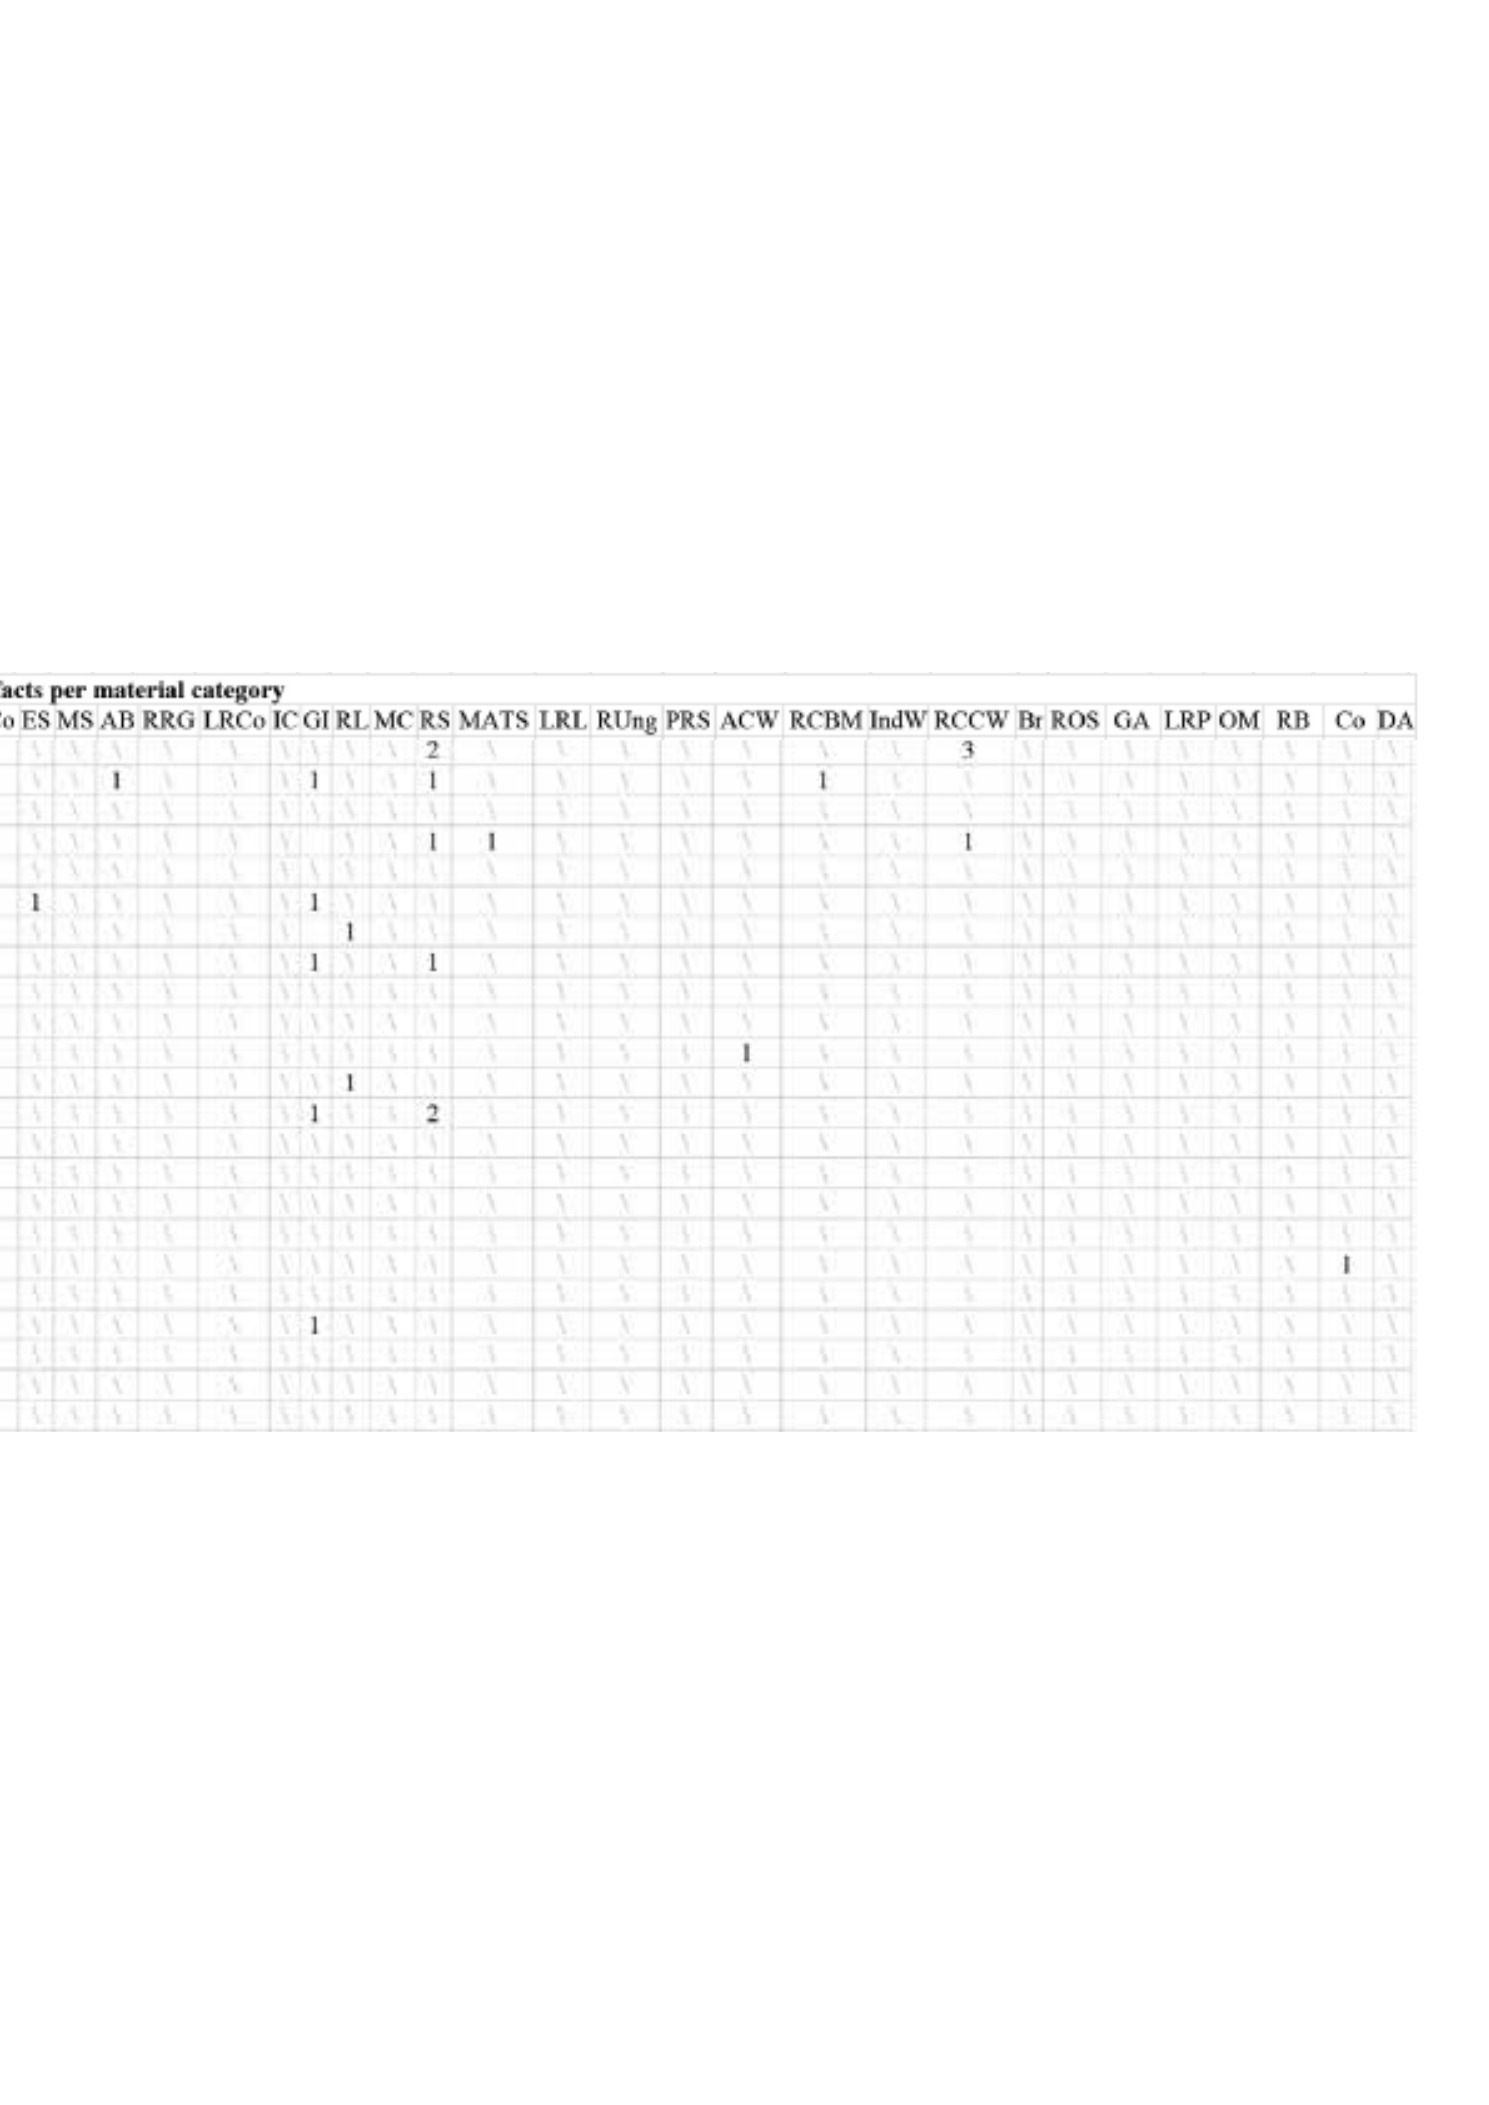 facts per material category
Co ES MS AB RRG LRCo IC GI RL MC RS MATS LRL RUng PRS ACW RCBM IndW RCCW Br ROS GA LRP OM RB Co DA
\ \ \ \ \ \ \ \ \ 2 \ \ \ \ \ \ \ 3 \ \ \ \ \ \ \ \
\ \ 1 \ \ \ 1 \ \ 1 \ \ \ \ \ 1 \ \ \ \ \ \ \ \ \ \
\ \ \ \ \ \ \ \ \ \ \ \ \ \ \ \ \ \ \ \ \ \ \ \ \ \
\ \ \ \ \ \ \ 1 1 \ \ \ \ \ \ 1 \ \ \ \ \ \ \ \
\ \ \ \ \ \ \ \ \ \ \ \ \ \ \ \ \ \ \ \ \ \ \ \ \ \
1 \ \ \ \ \ 1 \ \ \ \ \ \ \ \ \ \ \ \ \ \ \ \ \ \ \
\ \ \ \ \ \ \ 1 \ \ \ \ \ \ \ \ \ \ \ \ \ \ \ \ \ \
\ \ \ \ \ \ 1 \ \ 1 \ \ \ \ \ \ \ \ \ \ \ \ \ \ \ \
\ \ \ \ \ \ \ \ \ \ \ \ \ \ \ \ \ \ \ \ \ \ \ \ \ \
\ \ \ \ \ \ \ \ \ \ \ \ \ \ \ \ \ \ \ \ \ \ \ \ \ \
\ \ \ \ \ \ \ \ \ \ \ \ \ \ 1 \ \ \ \ \ \ \ \ \ \ \
\ \ \ \ \ \ \ 1 \ \ \ \ \ \ \ \ \ \ \ \ \ \ \ \ \ \
\ \ \ \ \ \ 1 \ \ 2 \ \ \ \ \ \ \ \ \ \ \ \ \ \ \ \
\ \ \ \ \ \ \ \ \ \ \ \ \ \ \ \ \ \ \ \ \ \ \ \ \ \
\ \ \ \ \ \ \ \ \ \ \ \ \ \ \ \ \ \ \ \ \ \ \ \ \ \
\ \ \ \ \ \ \ \ \ \ \ \ \ \ \ \ \ \ \ \ \ \ \ \ \ \
\ \ \ \ \ \ \ \ \ \ \ \ \ \ \ \ \ \ \ \ \ \ \ \ \ \
\ \ \ \ \ \ \ \ \ \ \ \ \ \ \ \ \ \ \ \ \ \ \ \ 1 \
\ \ \ \ \ \ \ \ \ \ \ \ \ \ \ \ \ \ \ \ \ \ \ \ \ \
\ \ \ \ \ \ 1 \ \ \ \ \ \ \ \ \ \ \ \ \ \ \ \ \ \ \
\ \ \ \ \ \ \ \ \ \ \ \ \ \ \ \ \ \ \ \ \ \ \ \ \ \
\ \ \ \ \ \ \ \ \ \ \ \ \ \ \ \ \ \ \ \ \ \ \ \ \ \
\ \ \ \ \ \ \ \ \ \ \ \ \ \ \ \ \ \ \ \ \ \ \ \ \ \